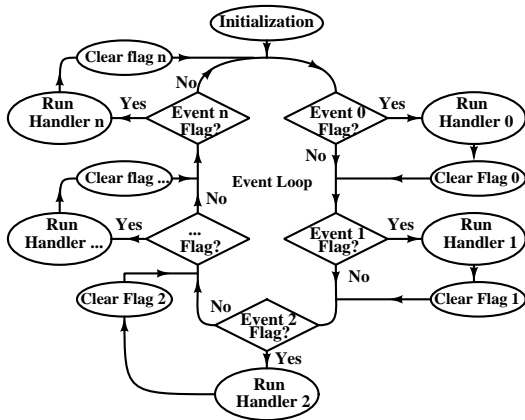 Initialization
Clear flag n
No
Run
Handler n
Yes
Event n
Flag?
Event 0
Flag?
Yes
Run
Handler 0
No
Clear Flag 0
Clear flag ...
Event Loop
No
Run
Handler ...
Yes
...
Flag?
Event 1
Flag?
Yes
Run
Handler 1
No
Clear Flag 1
Clear Flag 2
No
Event 2
Flag?
Yes
Run
Handler 2